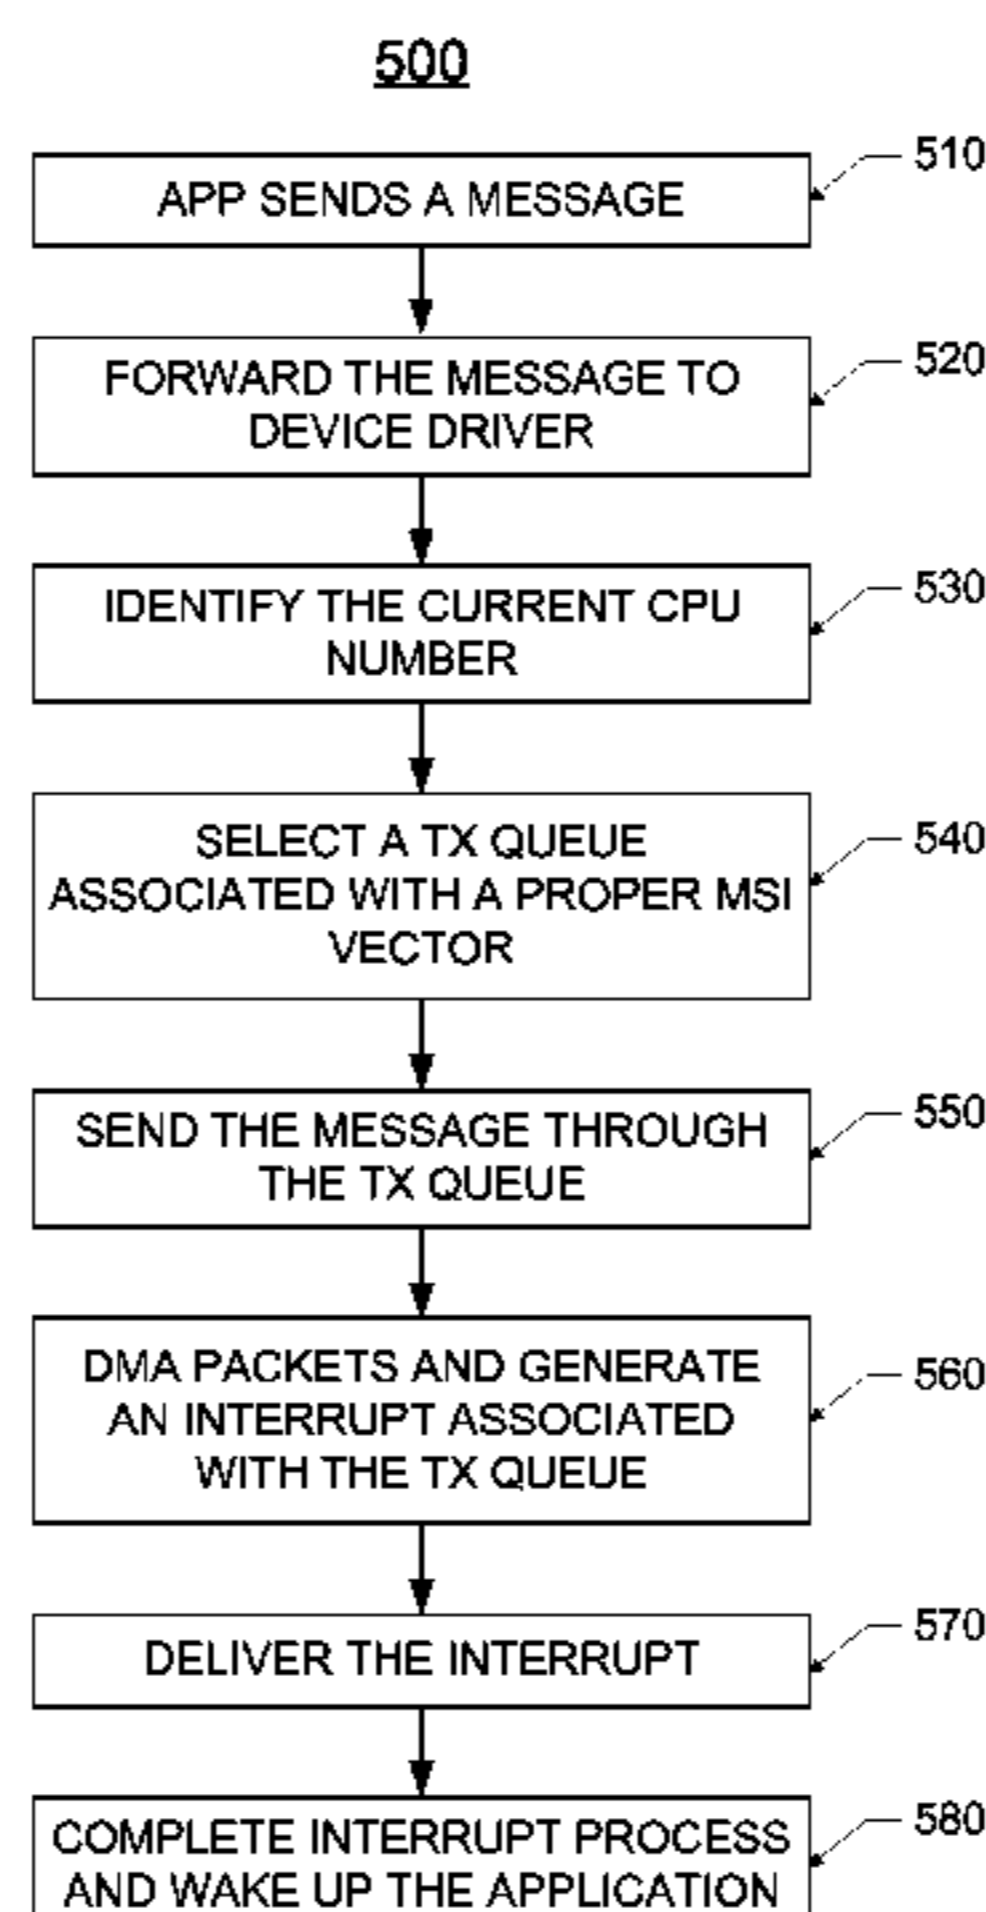 500
APP SENDS A MESSAGE
510
FORWARD THE MESSAGE TO
DEVICE DRIVER
520
IDENTIFY THE CURRENT CPU
NUMBER
530
SELECT A TX QUEUE
ASSOCIATED WITH A PROPER MSI
VECTOR
540
SEND THE MESSAGE THROUGH
THE TX QUEUE
550
DMA PACKETS AND GENERATE
AN INTERRUPT ASSOCIATED
WITH THE TX QUEUE
560
DELIVER THE INTERRUPT
570
COMPLETE INTERRUPT PROCESS
AND WAKE UP THE APPLICATION
580